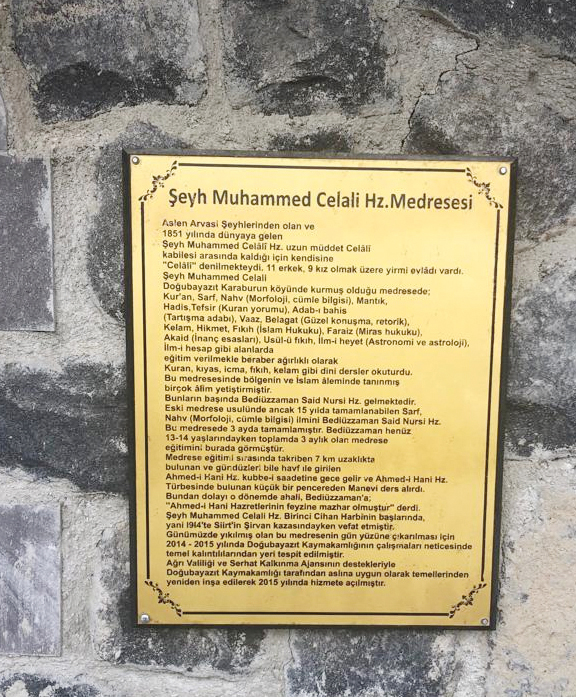 Şeyh Muhammed Celali Hz.Medresesi
Aslen Arvasi Şeyhlerinden olan ve
1851 yılında dünyaya gelen
Şeyh Muhammed Celâlî Hz. uzun müddet Celâlî
kabilesi arasında kaldığı için kendisine
"Celâlî" denilmekteydi. 11 erkek, 9 kız olmak üzere yirmi evlâdı vardı.
Şeyh Muhammed Celali
Doğubayazıt Karaburun köyünde kurmuş olduğu medresede;
Kur'an, Sarf, Nahv (Morfoloji, cümle bilgisi), Mantık,
Hadis,Tefsir (Kuran yorumu), Adab-ı bahis
(Tartışma adabı), Vaaz, Belagat (Güzel konuşma, retorik),
Kelam, Hikmet, Fıkıh (İslam Hukuku), Faraiz (Miras hukuku),
Akaid (İnanç esasları), Usül-ü fıkıh, İlm-i heyet (Astronomi ve astroloji),
İlm-i hesap gibi alanlarda
eğitim verilmekle beraber ağırlıklı olarak
Kuran, kıyas, icma, fıkıh, kelam gibi dini dersler okuturdu.
Bu medresesinde bölgenin ve İslam âleminde tanınmış
birçok âlim yetiştirmiştir.
Bunların başında Bediüzzaman Said Nursi Hz. gelmektedir.
Eski medrese usulünde ancak 15 yılda tamamlanabilen Sarf,
Nahv (Morfoloji, cümle bilgisi) ilmini Bediüzzaman Said Nursi Hz.
Bu medresede 3 ayda tamamlamıştır. Bediüzzaman henüz
13-14 yaşlarındayken toplamda 3 aylık olan medrese
eğitimini burada görmüştür.
Medrese eğitimi sırasında takriben 7 km uzaklıkta
bulunan ve gündüzleri bile havf ile girilen
Ahmed-i Hani Hz. kubbe-i saadetine gece gelir ve Ahmed-i Hani Hz.
Türbesinde bulunan küçük bir pencereden Manevi ders alırdı.
Bundan dolayı o dönemde ahali, Bediüzzaman'a;
"Ahmed-i Hani Hazretlerinin feyzine mazhar olmuştur" derdi.
Şeyh Muhammed Celali Hz. Birinci Cihan Harbinin başlarında,
yani 1914'te Siirt'in Şirvan kazasındayken vefat etmiştir.
Günümüzde yıkılmış olan bu medresenin gün yüzüne çıkarılması için
2014 - 2015 yılında Doğubayazıt Kaymakamlığının çalışmaları neticesinde
temel kalıntılılarından yeri tespit edilmiştir.
Ağrı Valiliği ve Serhat Kalkınma Ajansının destekleriyle
Doğubayazıt Kaymakamlığı tarafından aslına uygun olarak temellerinden
yeniden inşa edilerek 2015 yılında hizmete açılmıştır.